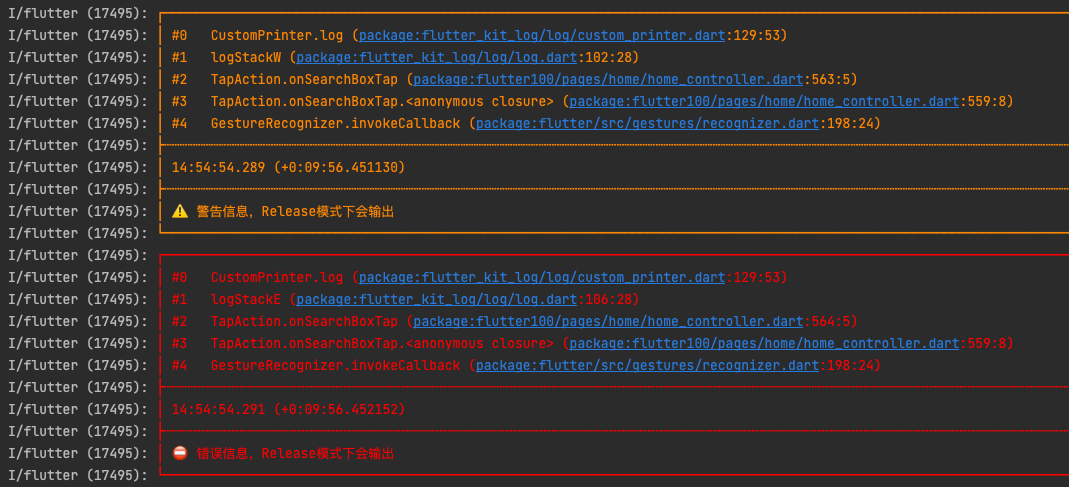 I/flutter (17495):
I/flutter (17495): #0   CustomPrinter.log (package:flutter_kit_log/log/custom_printer.dart:129:53)
I/flutter (17495): #1   logStackW (package:flutter_kit_log/log/log.dart:102:28)
I/flutter (17495): #2   TapAction.onSearchBoxTap (package:flutter100/pages/home/home_controller.dart:563:5)
I/flutter (17495): #3   TapAction.onSearchBoxTap.<anonymous closure> (package:flutter100/pages/home/home_controller.dart:559:8)
I/flutter (17495): #4   GestureRecognizer.invokeCallback (package:flutter/src/gestures/recognizer.dart:198:24)
I/flutter (17495):
I/flutter (17495): 14:54:54.289 (+0:09:56.451130)
I/flutter (17495):
I/flutter (17495): ⚠️ 警告信息，Release模式下会输出
I/flutter (17495):
I/flutter (17495):
I/flutter (17495): #0   CustomPrinter.log (package:flutter_kit_log/log/custom_printer.dart:129:53)
I/flutter (17495): #1   logStackE (package:flutter_kit_log/log/log.dart:106:28)
I/flutter (17495): #2   TapAction.onSearchBoxTap (package:flutter100/pages/home/home_controller.dart:564:5)
I/flutter (17495): #3   TapAction.onSearchBoxTap.<anonymous closure> (package:flutter100/pages/home/home_controller.dart:559:8)
I/flutter (17495): #4   GestureRecognizer.invokeCallback (package:flutter/src/gestures/recognizer.dart:198:24)
I/flutter (17495):
I/flutter (17495): 14:54:54.291 (+0:09:56.452152)
I/flutter (17495):
I/flutter (17495): ⛔ 错误信息，Release模式下会输出
I/flutter (17495):